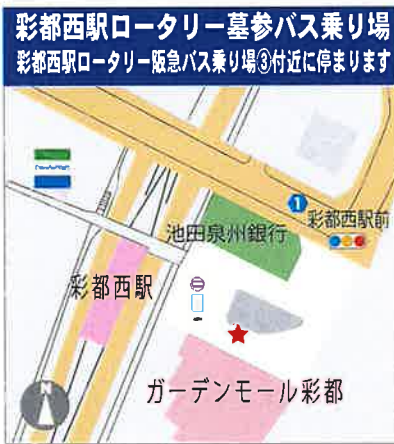 彩都西駅ロータリー墓参バス乗り場
彩都西駅ロータリー阪急バス乗り場③付近に停まります
1
彩都西駅前
池田泉州銀行
彩都西駅
ガーデンモール彩都